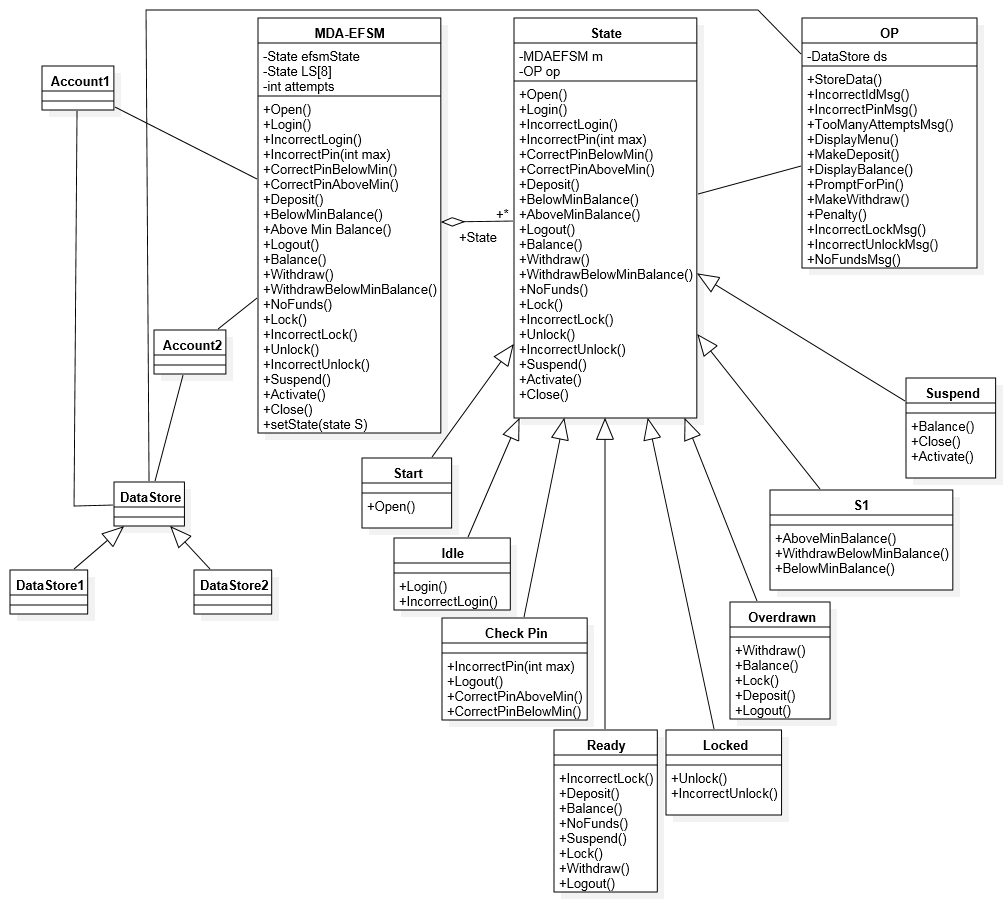 MDA-EFSM
-State efsmState
-State LS[8]
-int attempts
+Open()
+Login()
+IncorrectLogin()
+IncorrectPin(int max)
+CorrectPinBelowMin()
+CorrectPinAboveMin()
+Deposit()
+BelowMinBalance()
+Above Min Balance()
+Logout()
+Balance()
+Withdraw()
+WithdrawBelowMinBalance()
+NoFunds()
+Lock()
+IncorrectLock()
+Unlock()
+IncorrectUnlock()
+Suspend()
+Activate()
+Close()
+setState(state S)
State
-MDAEFSM m
-OP op
+Open()
+Login()
+IncorrectLogin()
+IncorrectPin(int max)
+CorrectPinBelowMin()
+CorrectPinAboveMin()
+Deposit()
+BelowMinBalance()
+AboveMinBalance()
+Logout()
+Balance()
+Withdraw()
+WithdrawBelowMinBalance()
+NoFunds()
+Lock()
+IncorrectLock()
+Unlock()
+IncorrectUnlock()
+Suspend()
+Activate()
+Close()
OP
-DataStore ds
+StoreData()
+IncorrectIdMsg()
+IncorrectPinMsg()
+TooManyAttemptsMsg()
+DisplayMenu()
+MakeDeposit()
+DisplayBalance()
+PromptForPin()
+MakeWithdraw()
+Penalty()
+IncorrectLockMsg()
+IncorrectUnlockMsg()
+NoFundsMsg()
Account1
+*
+State
Account2
Suspend
+Balance()
+Close()
+Activate()
Start
+Open()
DataStore
S1
+AboveMinBalance()
+WithdrawBelowMinBalance()
+BelowMinBalance()
Idle
+Login()
+IncorrectLogin()
DataStore1
DataStore2
Overdrawn
+Withdraw()
+Balance()
+Lock()
+Deposit()
+Logout()
Check Pin
+IncorrectPin(int max)
+Logout()
+CorrectPinAboveMin()
+CorrectPinBelowMin()
Ready
+IncorrectLock()
+Deposit()
+Balance()
+NoFunds()
+Suspend()
+Lock()
+Withdraw()
+Logout()
Locked
+Unlock()
+IncorrectUnlock()